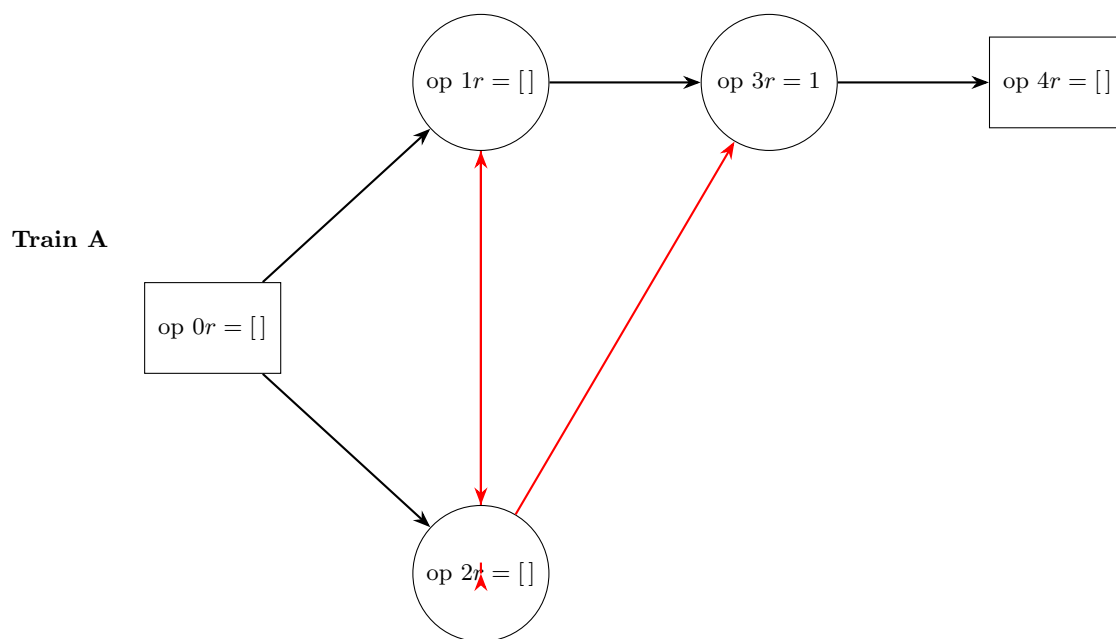 op 1r = [ ]
op 3r = 1
op 4r = [ ]
Train A
op 0r = [ ]
op 2r = [ ]